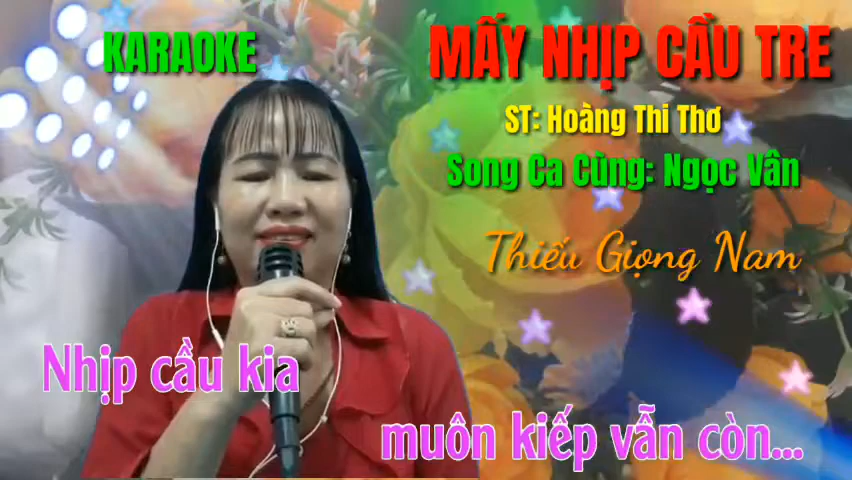 KARAOKE
MẤY NHỊP CẦU TRE
ST: Hoàng Thi Thơ
Song Ca Cùng: Ngọc Vân
Thiếu Giọng Nam
Nhịp cầu kia
muôn kiếp vẫn còn...